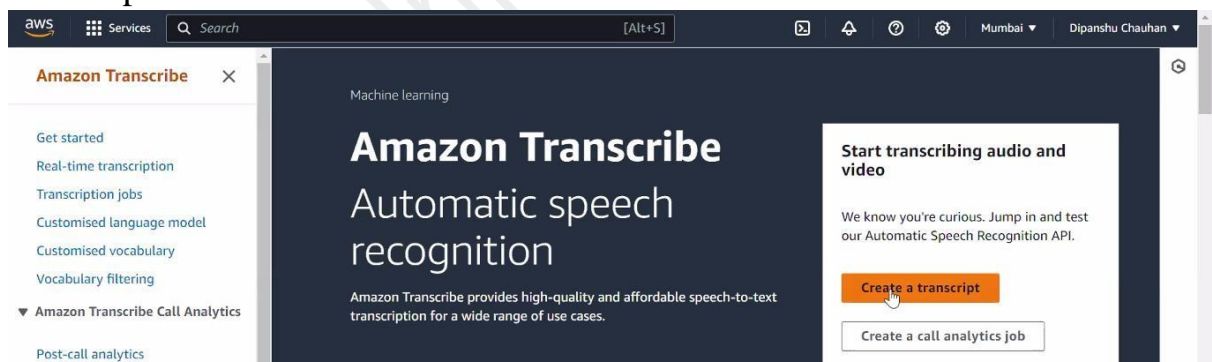 aws
Services
Search
[Alt+S]
Mumbai ▼
Dipanshu Chauhan ▼
Amazon Transcribe
Get started
Real-time transcription
Transcription jobs
Customised language model
Customised vocabulary
Vocabulary filtering
▼ Amazon Transcribe Call Analytics
Post-call analytics
Machine learning
Amazon Transcribe
Automatic speech
recognition
Amazon Transcribe provides high-quality and affordable speech-to-text
transcription for a wide range of use cases.
Start transcribing audio and
video
We know you're curious. Jump in and test
our Automatic Speech Recognition API.
Create a transcript
Create a call analytics job